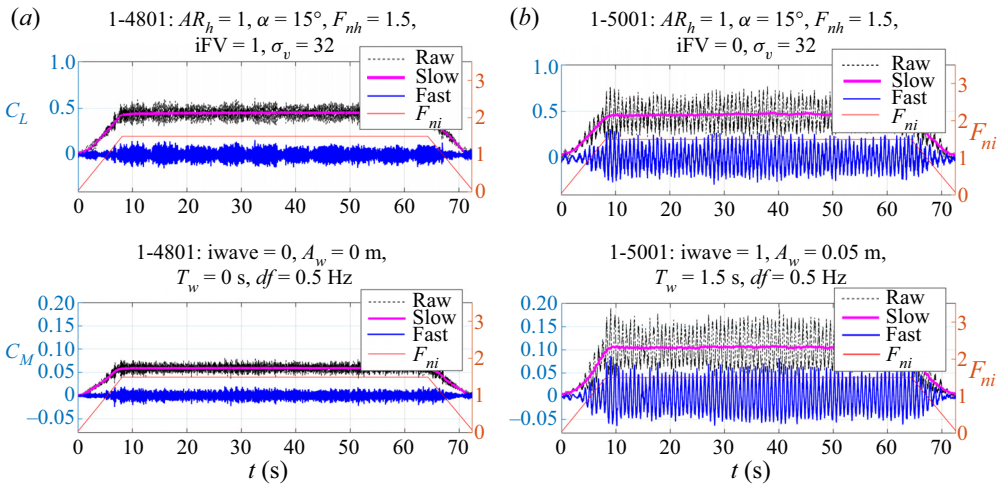 (a)
1-4801: AR_h = 1, α = 15°, F_nh = 1.5,
iFV = 1, σ_v = 32
1.0
0.5
0
C_L
Raw
Slow
Fast
F_ni
3
2
1
0
0 10 20 30 40 50 60 70
1-4801: iwave = 0, A_w = 0 m,
T_w = 0 s, df = 0.5 Hz
0.20
0.15
0.10
0.05
0
−0.05
C_M
Raw
Slow
Fast
F_ni
3
2
1
0
0 10 20 30 40 50 60 70
t (s)
(b)
1-5001: AR_h = 1, α = 15°, F_nh = 1.5,
iFV = 0, σ_v = 32
1.0
0.5
0
Raw
Slow
Fast
F_ni
3
2
1
0
F_ni
0 10 20 30 40 50 60 70
1-5001: iwave = 1, A_w = 0.05 m,
T_w = 1.5 s, df = 0.5 Hz
0.20
0.15
0.10
0.05
0
−0.05
Raw
Slow
Fast
F_ni
3
2
1
0
F_ni
0 10 20 30 40 50 60 70
t (s)